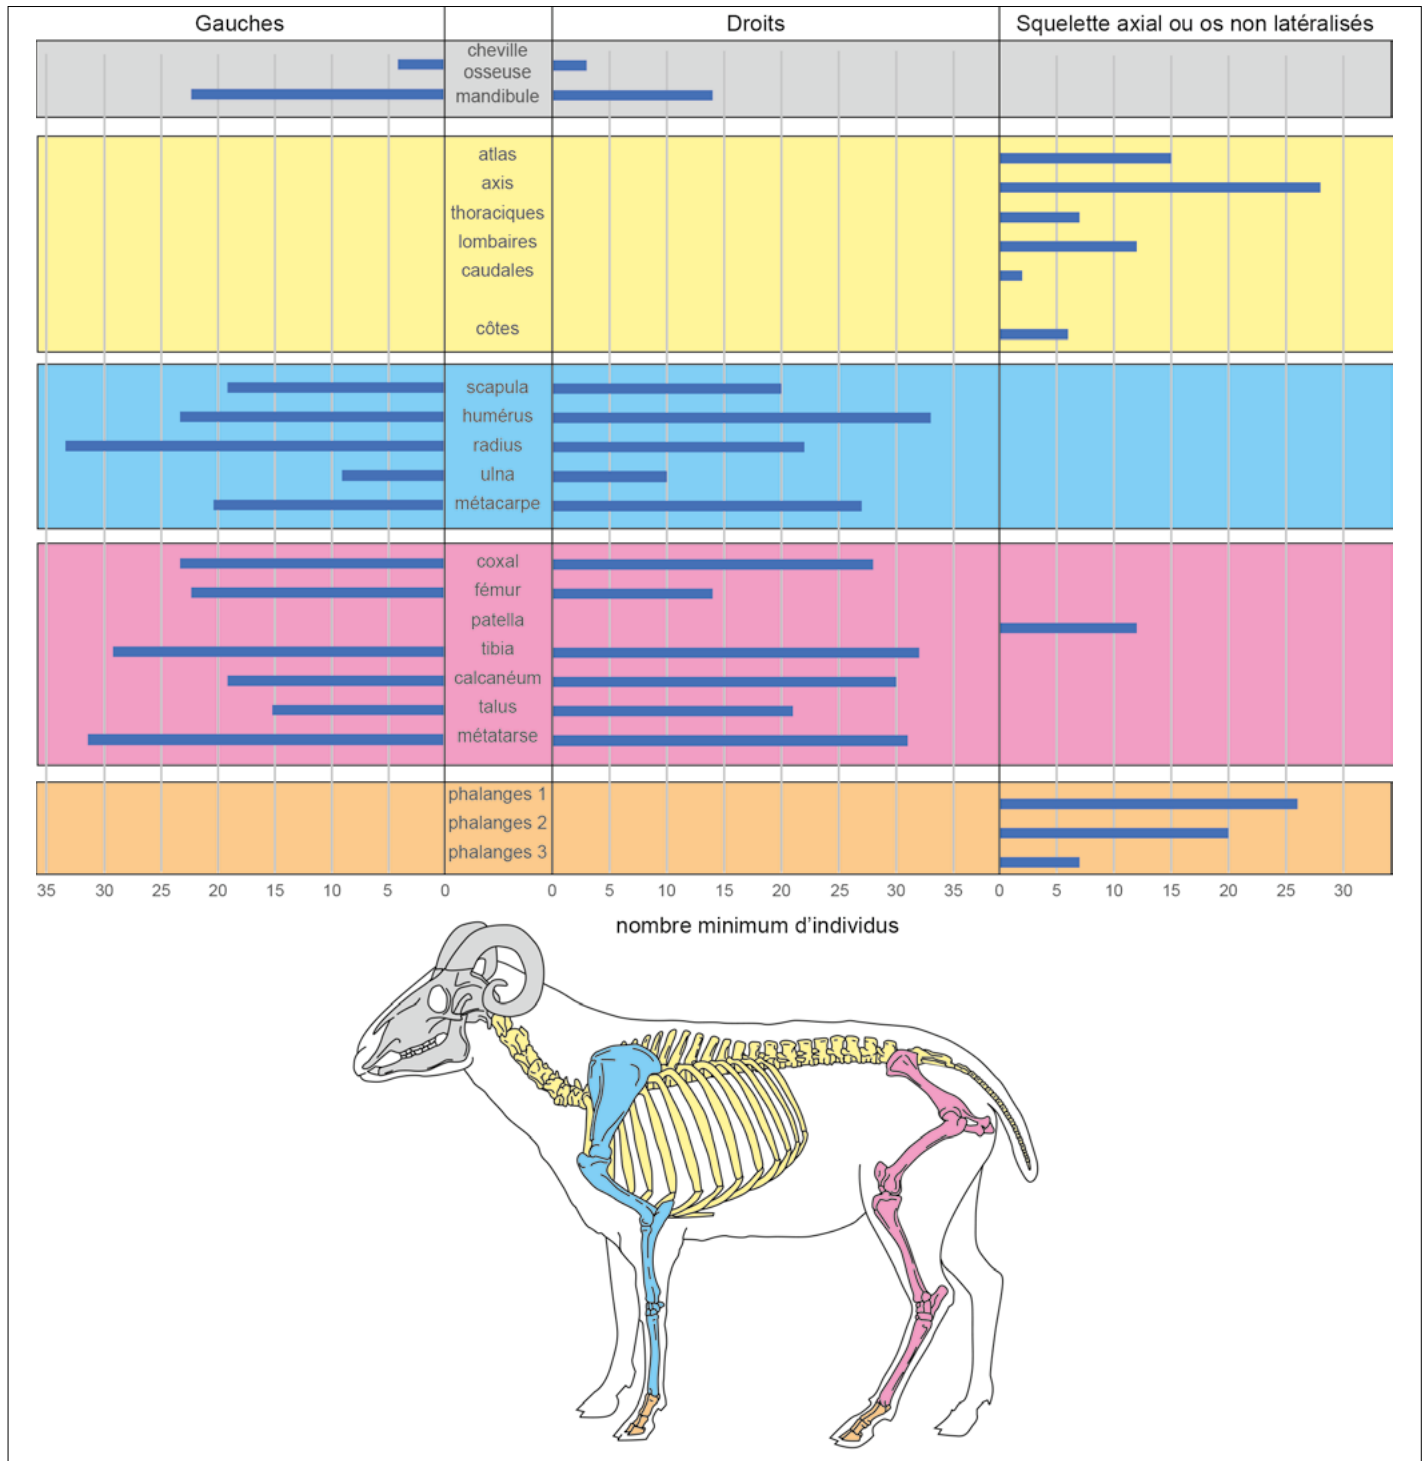 Gauches Droits Squelette axial ou os non latéralisés
cheville
osseuse
mandibule
atlas
axis
thoraciques
lombaires
caudales
côtes
scapula
humérus
radius
ulna
métacarpe
coxal
fémur
patella
tibia
calcanéum
talus
métatarse
phalanges 1
phalanges 2
phalanges 3
35 30 25 20 15 10 5 0 0 5 10 15 20 25 30 35 0 5 10 15 20 25 30
nombre minimum d’individus